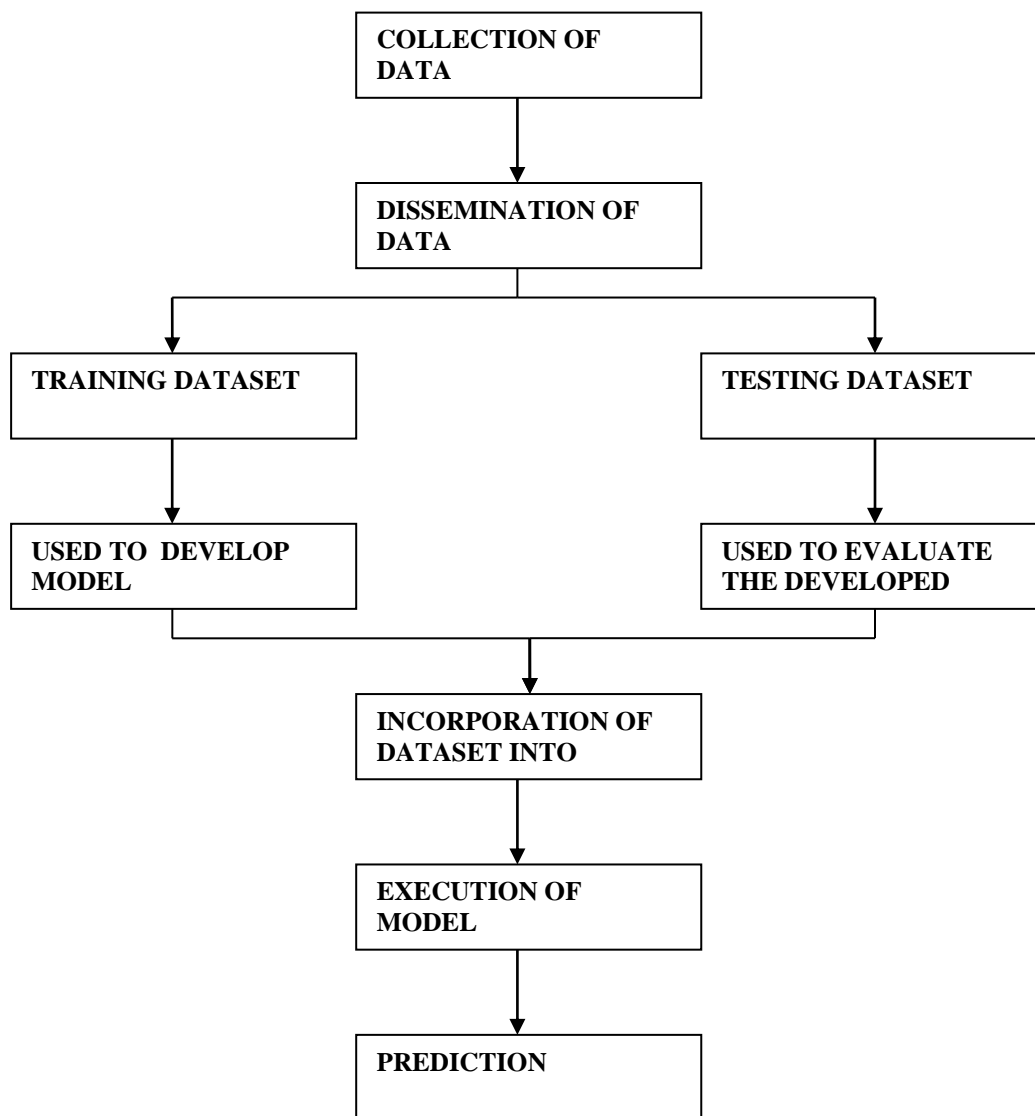 COLLECTION OF
DATA
DISSEMINATION OF
DATA
TRAINING DATASET
TESTING DATASET
USED TO  DEVELOP
MODEL
USED TO EVALUATE
THE DEVELOPED
INCORPORATION OF
DATASET INTO
EXECUTION OF
MODEL
PREDICTION